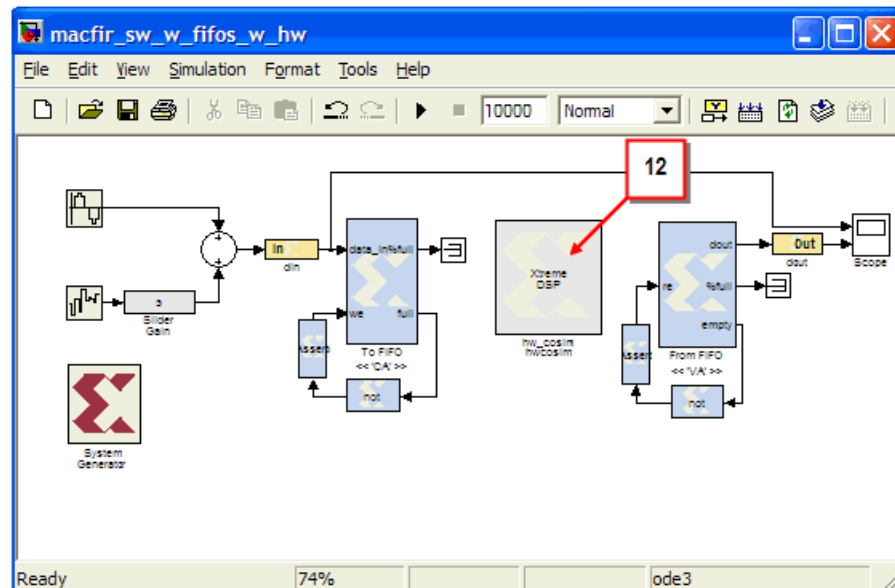 macfir_sw_w_fifos_w_hw
File Edit View Simulation Format Tools Help
10000 Normal
12
In
din
data_in %full
we full
Assert
To FIFO
<< 'CA' >>
not
s
Slider
Gain
System
Generator
Xtreme
DSP
hw_cosim
hwcosim
dout
re %full
empty
Assert
From FIFO
<< 'VA' >>
not
Out
dout
Scope
Ready 74% ode3